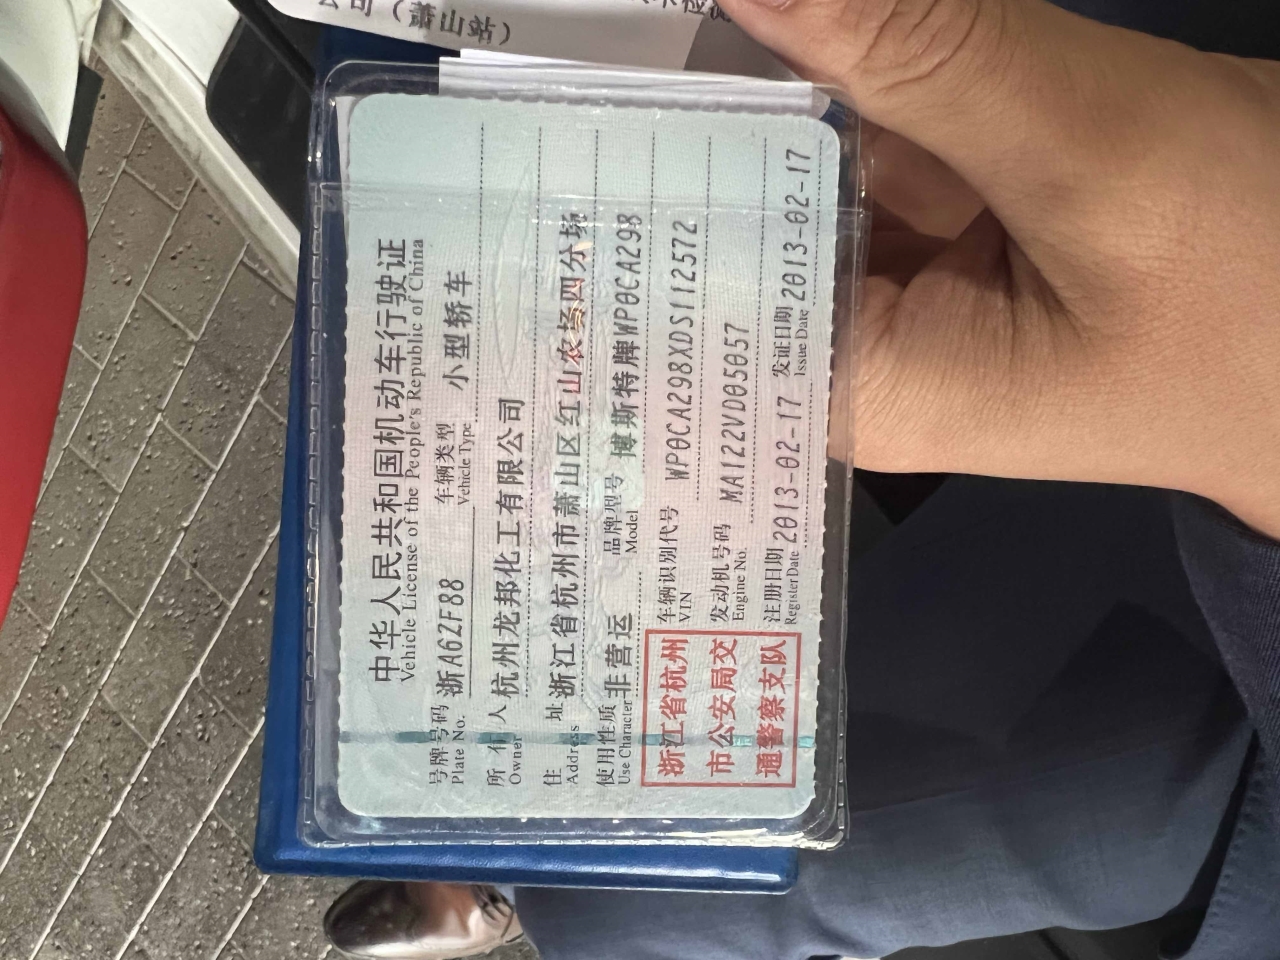 公司（萧山站）
中华人民共和国机动车行驶证
Vehicle License of the People's Republic of China
号牌号码 浙A6ZF88 车辆类型 小型轿车
Plate No. Vehicle Type
所有人 杭州龙邦化工有限公司
Owner
住址 浙江省杭州市萧山区红山农场四分场
Address
使用性质 非营运 品牌型号 博斯特牌WP0CA298
Use Character Model
浙江省杭州
市公安局交
通警察支队
车辆识别代号 WP0CA298XDS112572
VIN
发动机号码 MA122VD05057
Engine No.
注册日期 2013-02-17 发证日期 2013-02-17
Register Date Issue Date